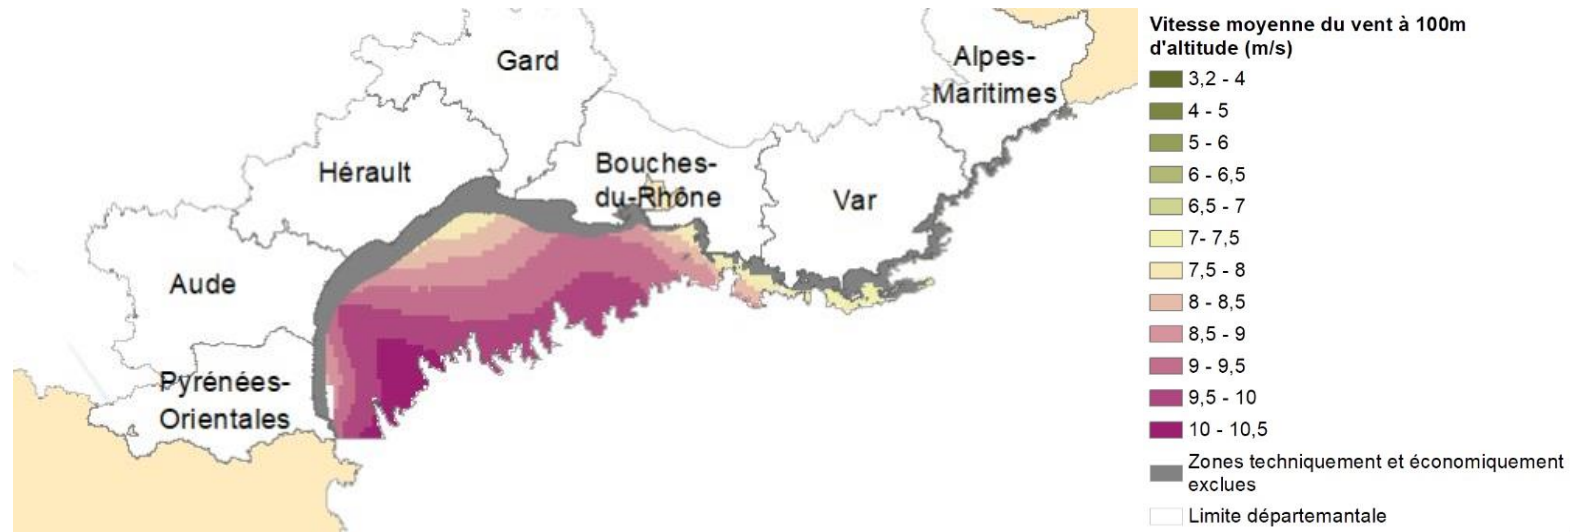 Gard
Alpes-
Maritimes
Hérault
Bouches-
du-Rhône
Var
Aude
Pyrénées-
Orientales
Vitesse moyenne du vent à 100m
d'altitude (m/s)
3,2 - 4
4 - 5
5 - 6
6 - 6,5
6,5 - 7
7- 7,5
7,5 - 8
8 - 8,5
8,5 - 9
9 - 9,5
9,5 - 10
10 - 10,5
Zones techniquement et économiquement
exclues
Limite départemantale